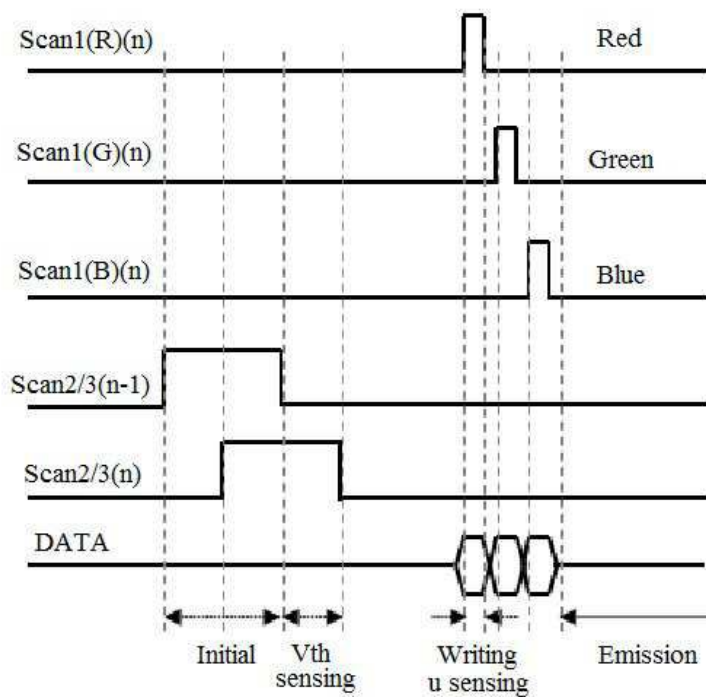 Scan1(R)(n)
Red
Scan1(G)(n)
Green
Scan1(B)(n)
Blue
Scan2/3(n-1)
Scan2/3(n)
DATA
Initial
Vth
sensing
Writing
u sensing
Emission